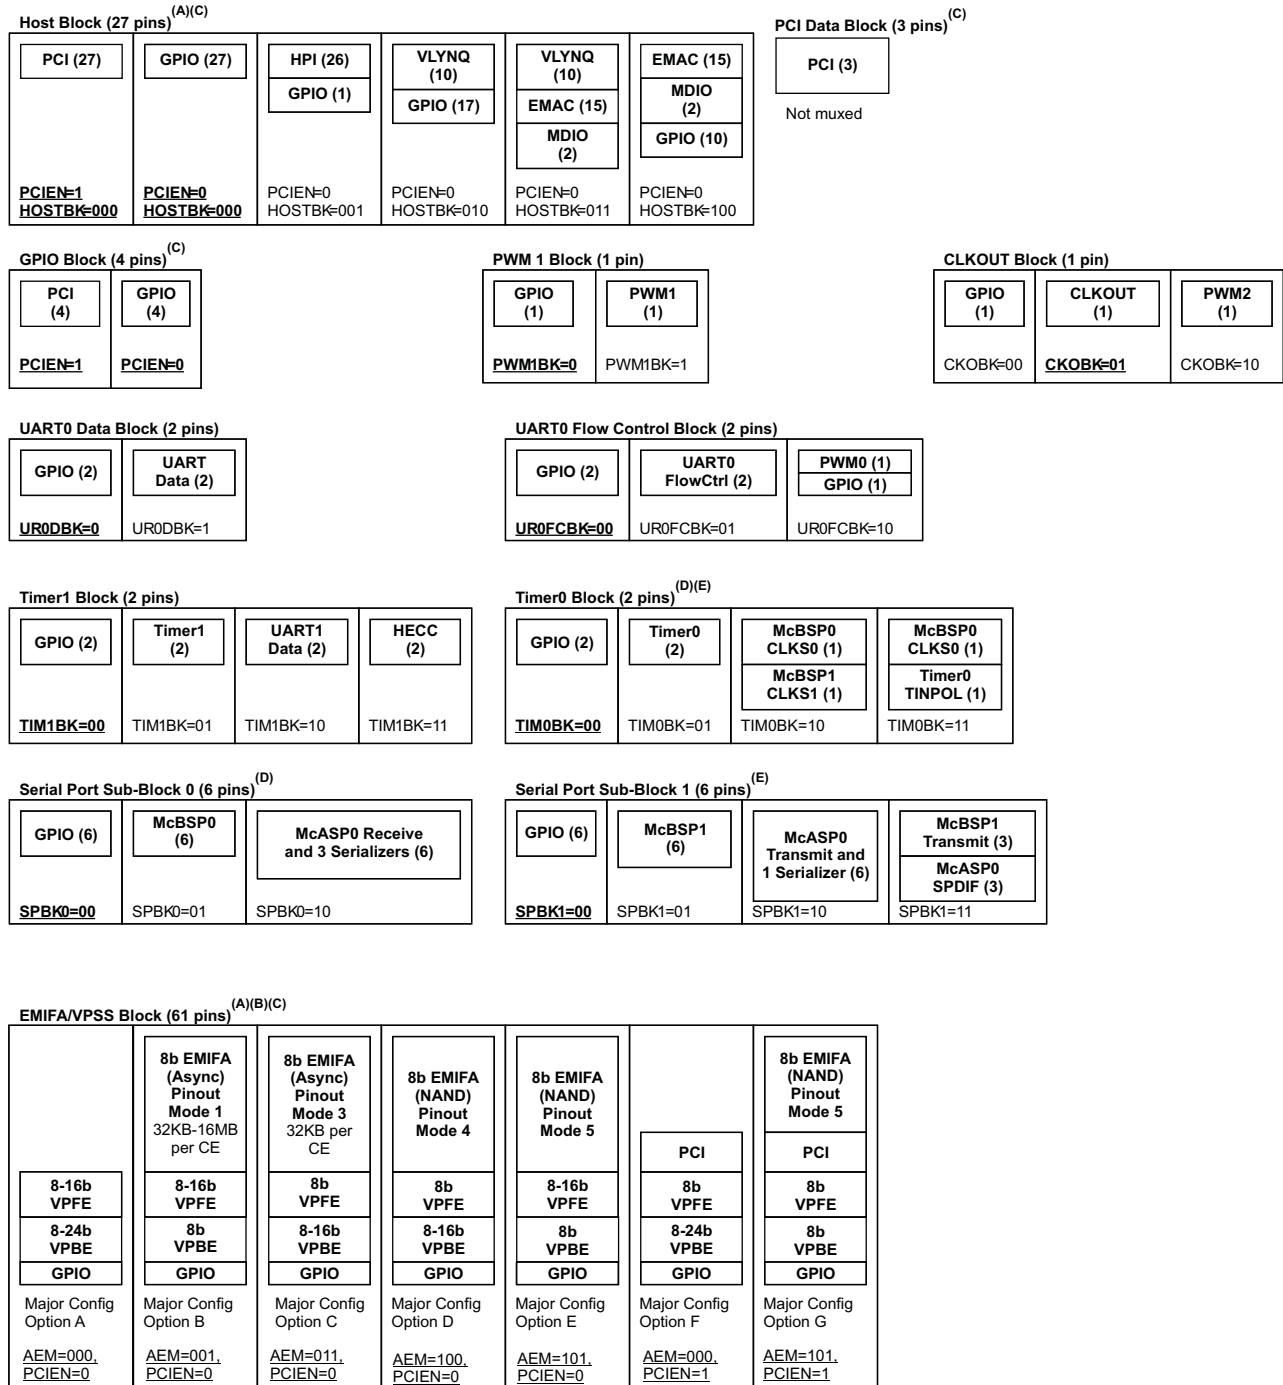 Host Block (27 pins)(A)(C)
PCI (27)
PCIEN=1
HOSTBK=000
GPIO (27)
PCIEN=0
HOSTBK=000
HPI (26)
GPIO (1)
PCIEN=0
HOSTBK=001
VLYNQ
(10)
GPIO (17)
PCIEN=0
HOSTBK=010
VLYNQ
(10)
EMAC (15)
MDIO
(2)
PCIEN=0
HOSTBK=011
EMAC (15)
MDIO
(2)
GPIO (10)
PCIEN=0
HOSTBK=100
PCI Data Block (3 pins)(C)
PCI (3)
Not muxed
GPIO Block (4 pins)(C)
PCI
(4)
PCIEN=1
GPIO
(4)
PCIEN=0
PWM 1 Block (1 pin)
GPIO
(1)
PWM1BK=0
PWM1
(1)
PWM1BK=1
CLKOUT Block (1 pin)
GPIO
(1)
CKOBK=00
CLKOUT
(1)
CKOBK=01
PWM2
(1)
CKOBK=10
UART0 Data Block (2 pins)
GPIO (2)
UR0DBK=0
UART
Data (2)
UR0DBK=1
UART0 Flow Control Block (2 pins)
GPIO (2)
UR0FCBK=00
UART0
FlowCtrl (2)
UR0FCBK=01
PWM0 (1)
GPIO (1)
UR0FCBK=10
Timer1 Block (2 pins)
GPIO (2)
TIM1BK=00
Timer1
(2)
TIM1BK=01
UART1
Data (2)
TIM1BK=10
HECC
(2)
TIM1BK=11
Timer0 Block (2 pins)(D)(E)
GPIO (2)
TIM0BK=00
Timer0
(2)
TIM0BK=01
McBSP0
CLKS0 (1)
McBSP1
CLKS1 (1)
TIM0BK=10
McBSP0
CLKS0 (1)
Timer0
TINPOL (1)
TIM0BK=11
Serial Port Sub-Block 0 (6 pins)(D)
GPIO (6)
SPBK0=00
McBSP0
(6)
SPBK0=01
McASP0 Receive
and 3 Serializers (6)
SPBK0=10
Serial Port Sub-Block 1 (6 pins)(E)
GPIO (6)
SPBK1=00
McBSP1
(6)
SPBK1=01
McASP0
Transmit and
1 Serializer (6)
SPBK1=10
McBSP1
Transmit (3)
McASP0
SPDIF (3)
SPBK1=11
EMIFA/VPSS Block (61 pins)(A)(B)(C)
8-16b
VPFE
8-24b
VPBE
GPIO
Major Config
Option A
AEM=000,
PCIEN=0
8b EMIFA
(Async)
Pinout
Mode 1
32KB-16MB
per CE
8-16b
VPFE
8b
VPBE
GPIO
Major Config
Option B
AEM=001,
PCIEN=0
8b EMIFA
(Async)
Pinout
Mode 3
32KB per
CE
8b
VPFE
8-16b
VPBE
GPIO
Major Config
Option C
AEM=011,
PCIEN=0
8b EMIFA
(NAND)
Pinout
Mode 4
8b
VPFE
8-16b
VPBE
GPIO
Major Config
Option D
AEM=100,
PCIEN=0
8b EMIFA
(NAND)
Pinout
Mode 5
8-16b
VPFE
8b
VPBE
GPIO
Major Config
Option E
AEM=101,
PCIEN=0
PCI
8b
VPFE
8-24b
VPBE
GPIO
Major Config
Option F
AEM=000,
PCIEN=1
8b EMIFA
(NAND)
Pinout
Mode 5
PCI
8b
VPFE
8b
VPBE
GPIO
Major Config
Option G
AEM=101,
PCIEN=1